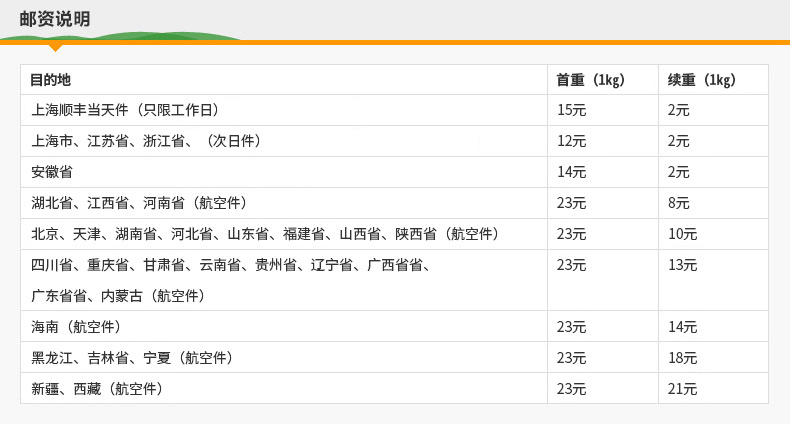 邮资说明
目的地 首重（1kg） 续重（1kg）
上海顺丰当天件（只限工作日） 15元 2元
上海市、江苏省、浙江省、（次日件） 12元 2元
安徽省 14元 2元
湖北省、江西省、河南省（航空件） 23元 8元
北京、天津、湖南省、河北省、山东省、福建省、山西省、陕西省（航空件） 23元 10元
四川省、重庆省、甘肃省、云南省、贵州省、辽宁省、广西省省、 23元 13元
广东省省、内蒙古（航空件）
海南（航空件） 23元 14元
黑龙江、吉林省、宁夏（航空件） 23元 18元
新疆、西藏（航空件） 23元 21元